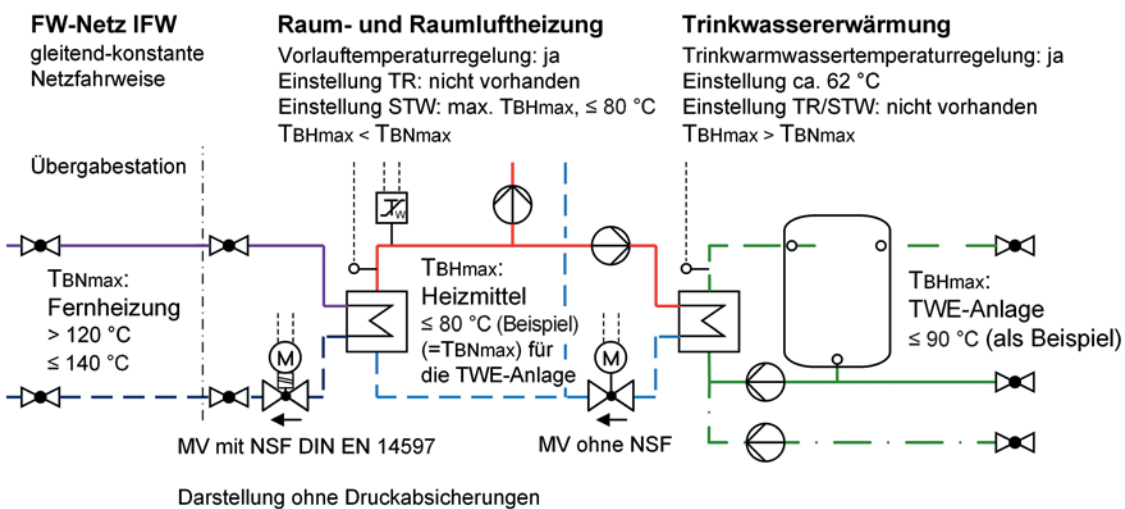 FW-Netz IFW
gleitend-konstante
Netzfahrweise
Übergabestation
Raum- und Raumluftheizung
Vorlauftemperaturregelung: ja
Einstellung TR: nicht vorhanden
Einstellung STW: max. TBHmax, ≤ 80 °C
TBHmax < TBNmax
Trinkwassererwärmung
Trinkwarmwassertemperaturregelung: ja
Einstellung ca. 62 °C
Einstellung TR/STW: nicht vorhanden
TBHmax > TBNmax
TW
TBNmax:
Fernheizung
> 120 °C
≤ 140 °C
M
TBHmax:
Heizmittel
≤ 80 °C (Beispiel)
(=TBNmax) für
die TWE-Anlage
M
TBHmax:
TWE-Anlage
≤ 90 °C (als Beispiel)
MV mit NSF DIN EN 14597
MV ohne NSF
Darstellung ohne Druckabsicherungen